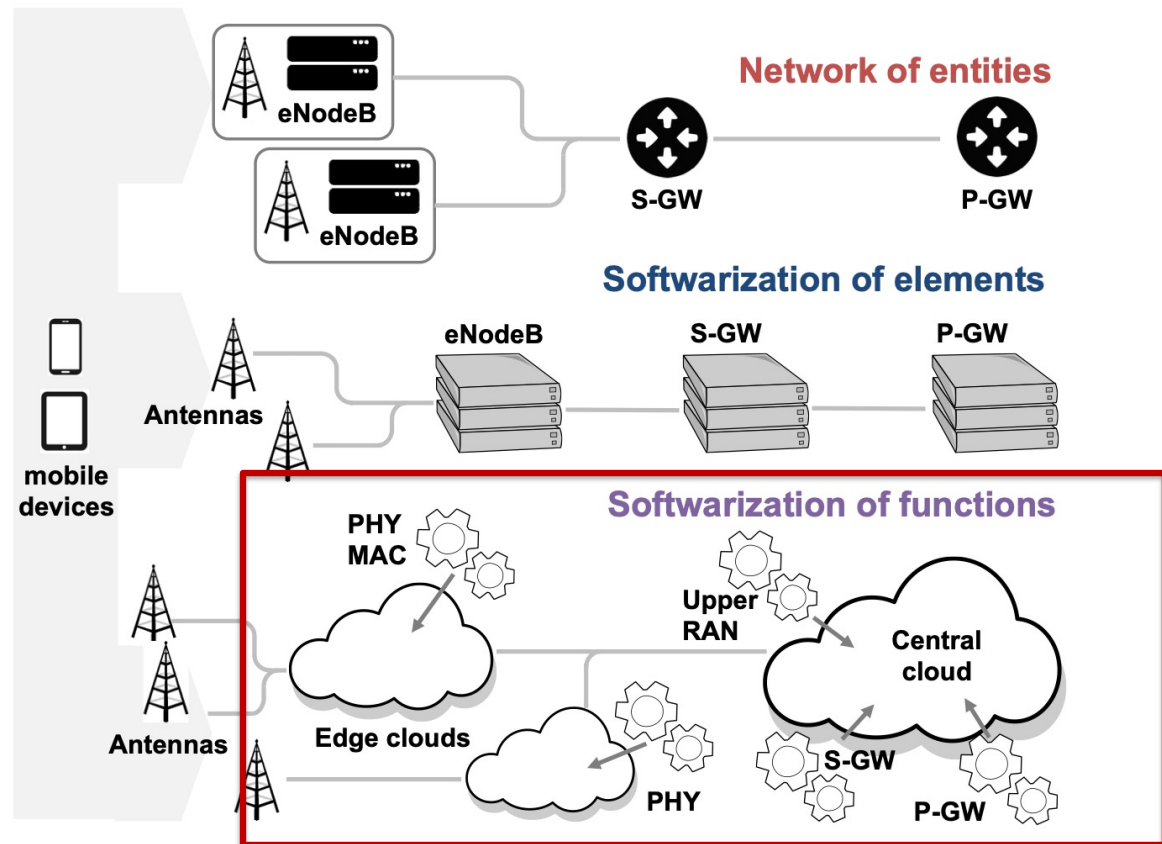 Network of entities
eNodeB
eNodeB
S-GW
P-GW
Softwarization of elements
eNodeB
S-GW
P-GW
Antennas
mobile
devices
Softwarization of functions
PHY
MAC
Upper
RAN
Central
cloud
Antennas
Edge clouds
S-GW
PHY
P-GW